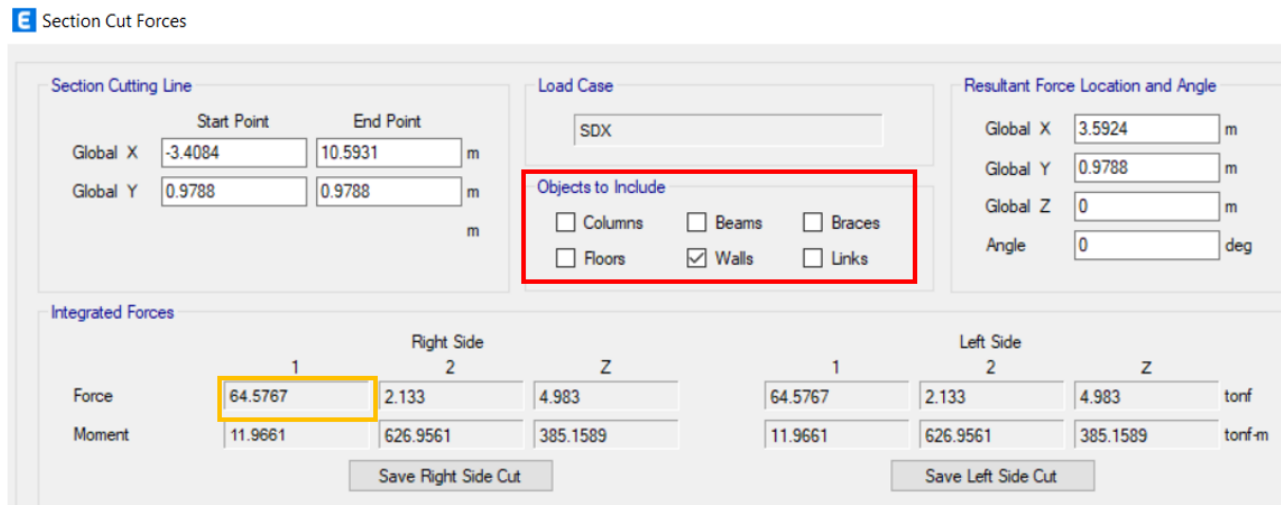 E Section Cut Forces
Section Cutting Line
Start Point End Point
Global X -3.4084 10.5931 m
Global Y 0.9788 0.9788 m
m
Load Case
SDX
Objects to Include
Columns Beams Braces
Floors Walls Links
Resultant Force Location and Angle
Global X 3.5924 m
Global Y 0.9788 m
Global Z 0 m
Angle 0 deg
Integrated Forces
Right Side Left Side
1 2 Z 1 2 Z
Force 64.5767 2.133 4.983 64.5767 2.133 4.983 tonf
Moment 11.9661 626.9561 385.1589 11.9661 626.9561 385.1589 tonf-m
Save Right Side Cut Save Left Side Cut